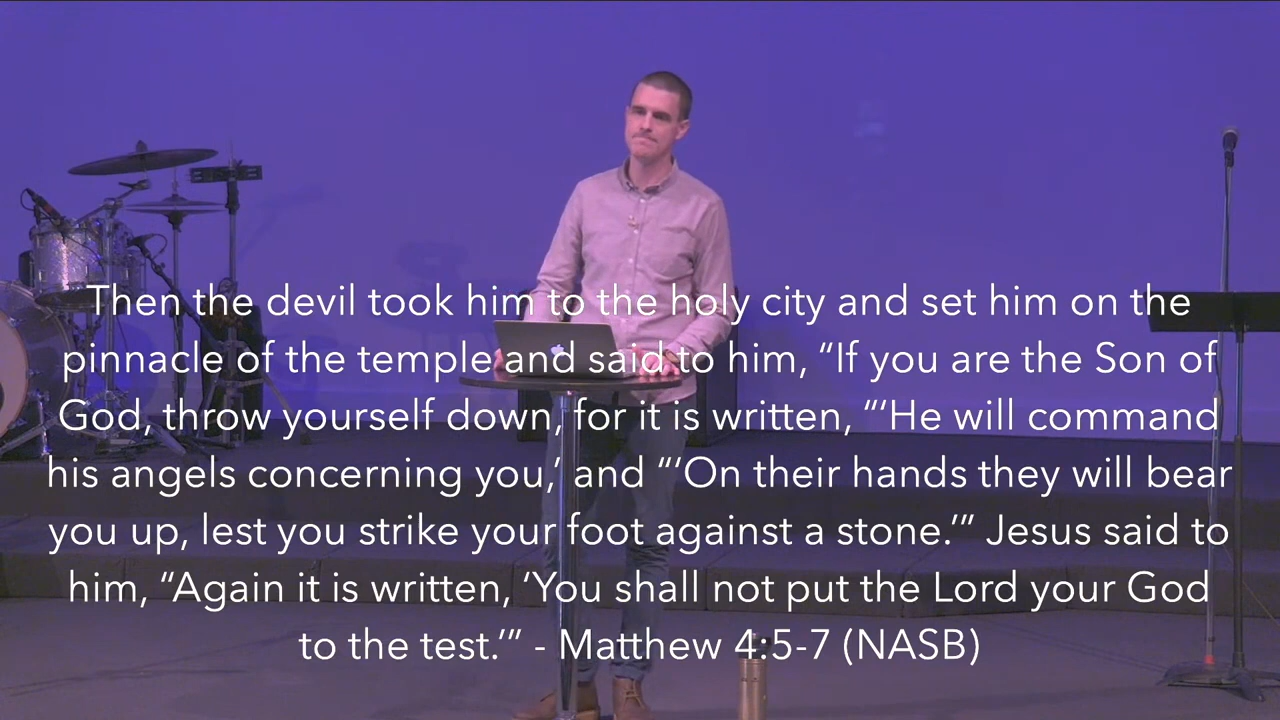 Then the devil took him to the holy city and set him on the
pinnacle of the temple and said to him, “If you are the Son of
God, throw yourself down, for it is written, “‘He will command
his angels concerning you,’ and “‘On their hands they will bear
you up, lest you strike your foot against a stone.’” Jesus said to
him, “Again it is written, ‘You shall not put the Lord your God
to the test.’” - Matthew 4:5-7 (NASB)